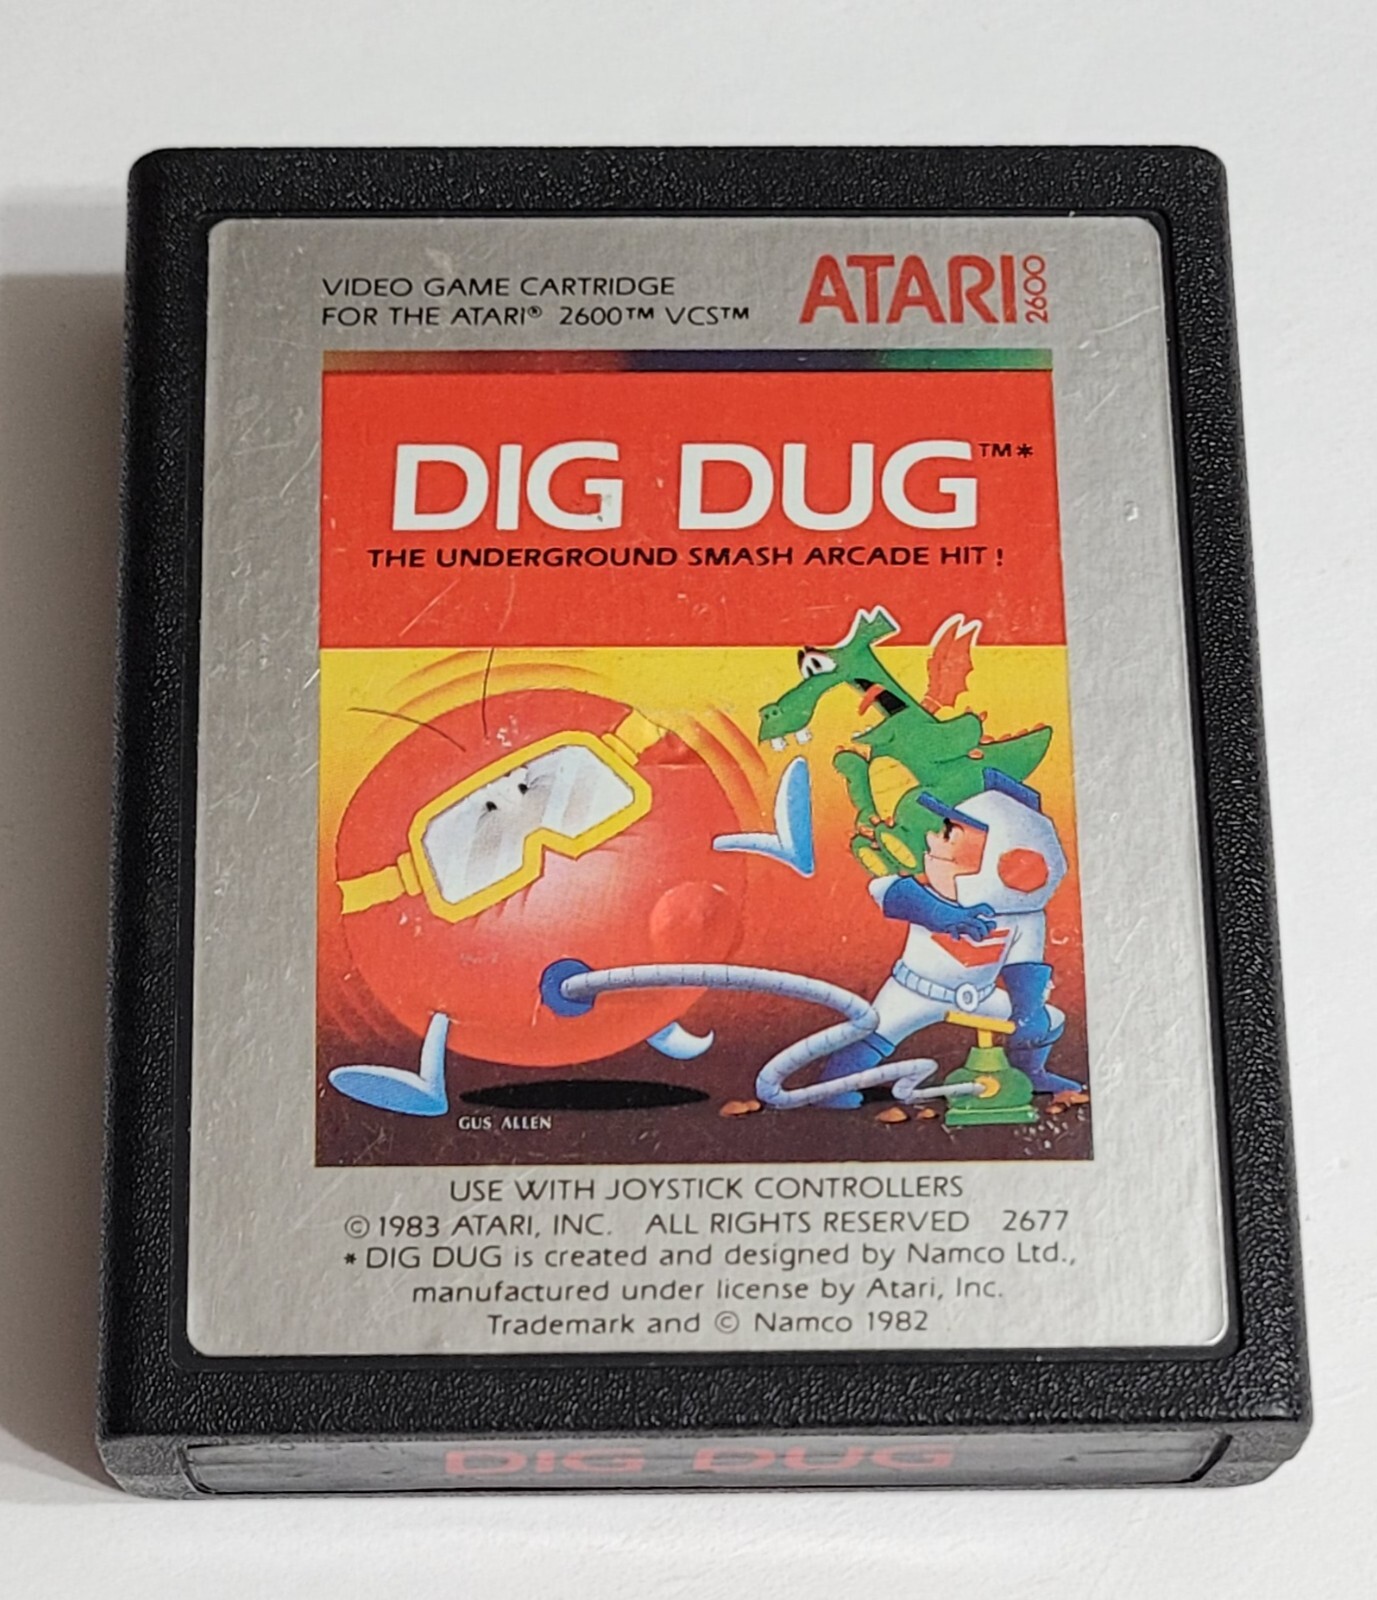 VIDEO GAME CARTRIDGE
FOR THE ATARI® 2600™ VCS™
ATARI 2600
DIG DUG™*
THE UNDERGROUND SMASH ARCADE HIT !
GUS ALLEN
USE WITH JOYSTICK CONTROLLERS
© 1983 ATARI, INC. ALL RIGHTS RESERVED 2677
* DIG DUG is created and designed by Namco Ltd.,
manufactured under license by Atari, Inc.
Trademark and © Namco 1982
DIG DUG